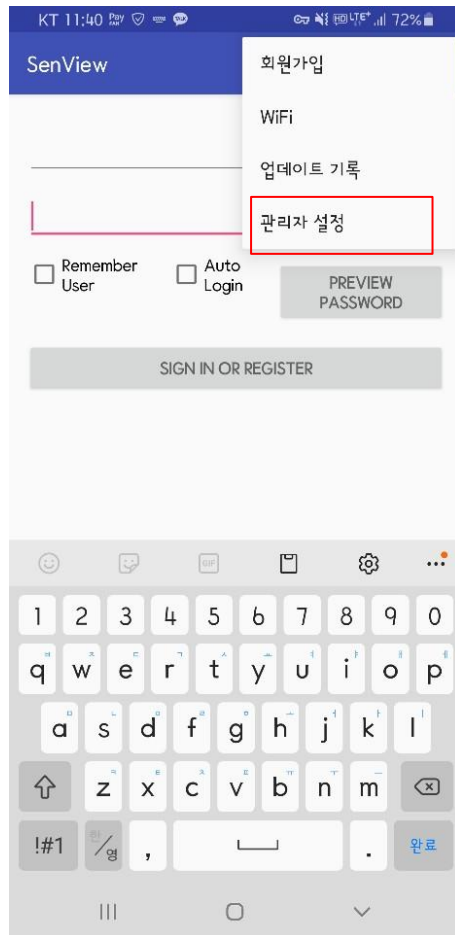 KT 11:40 72%
SenView
회원가입
WiFi
업데이트 기록
관리자 설정
Remember
User
Auto
Login
PREVIEW
PASSWORD
SIGN IN OR REGISTER
GIF
1 2 3 4 5 6 7 8 9 0
q w e r t y u i o p
a s d f g h j k l
z x c v b n m
!#1 한/영 , . 완료